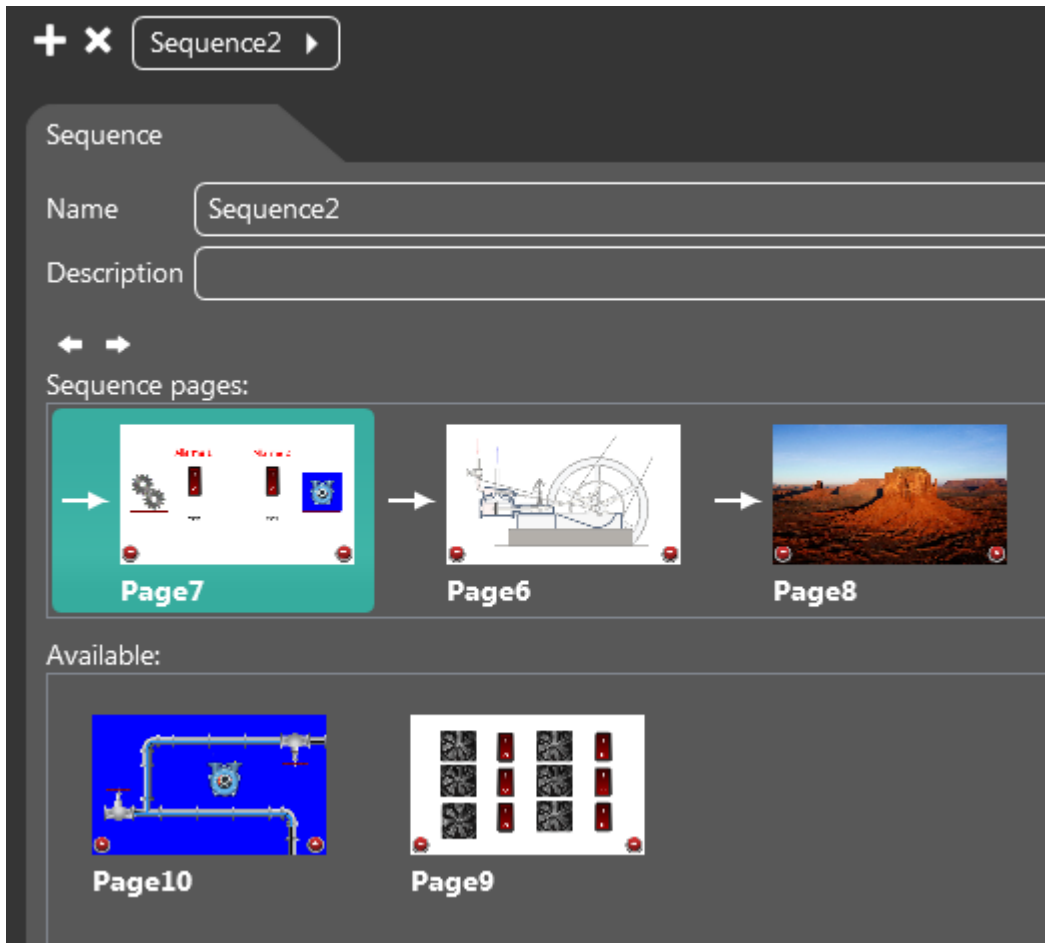 Sequence2
Sequence
Name Sequence2
Description
Sequence pages:
Page7 Page6 Page8
Available:
Page10 Page9